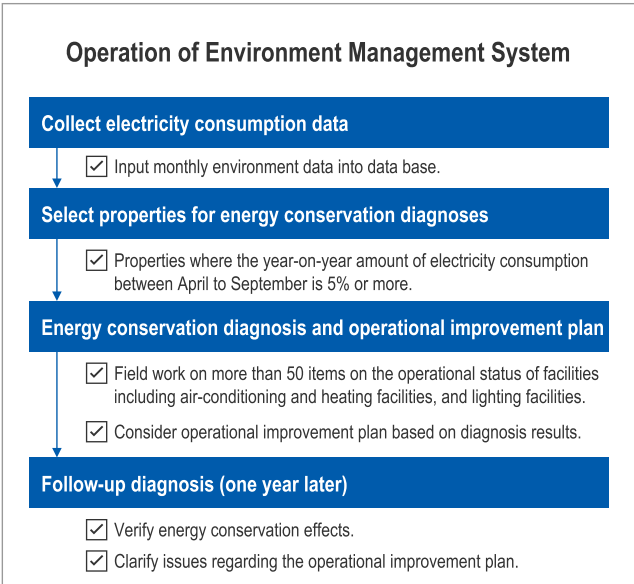 Operation of Environment Management System
Collect electricity consumption data
Input monthly environment data into data base.
Select properties for energy conservation diagnoses
Properties where the year-on-year amount of electricity consumption
between April to September is 5% or more.
Energy conservation diagnosis and operational improvement plan
Field work on more than 50 items on the operational status of facilities
including air-conditioning and heating facilities, and lighting facilities.
Consider operational improvement plan based on diagnosis results.
Follow-up diagnosis (one year later)
Verify energy conservation effects.
Clarify issues regarding the operational improvement plan.